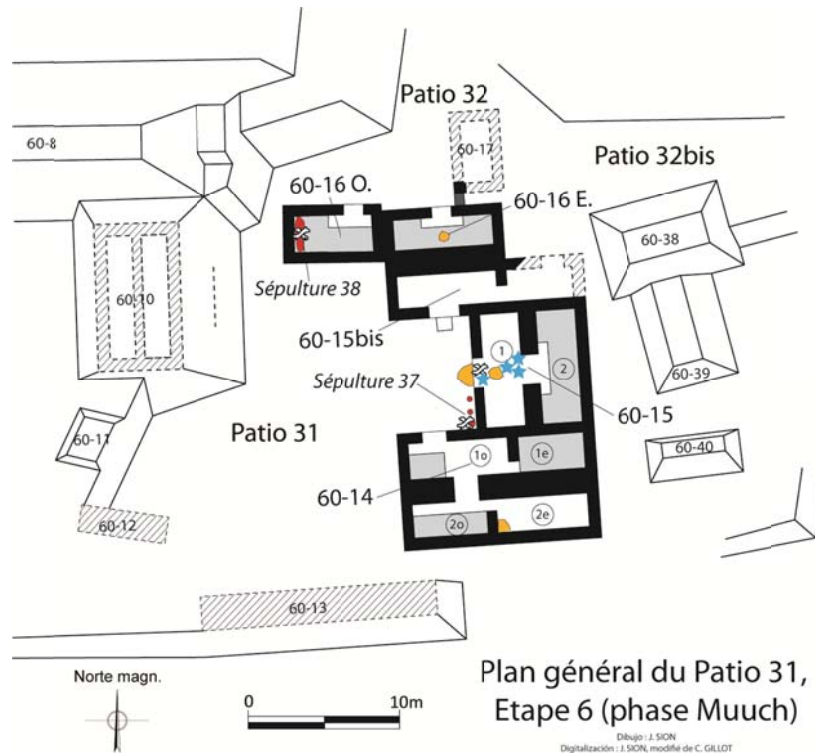 Patio 32
60-8
60-17
Patio 32bis
60-16 O.
60-16 E.
60-38
60-10
Sépulture 38
60-15bis
1
2
60-39
Sépulture 37
60-15
Patio 31
60-11
60-40
1o
1e
60-14
2o
2e
60-12
60-13
Norte magn.
0
10m
Plan général du Patio 31,
Etape 6 (phase Muuch)
Dibujo : J. SION
Digitalización : J. SION, modifié de C. GILLOT